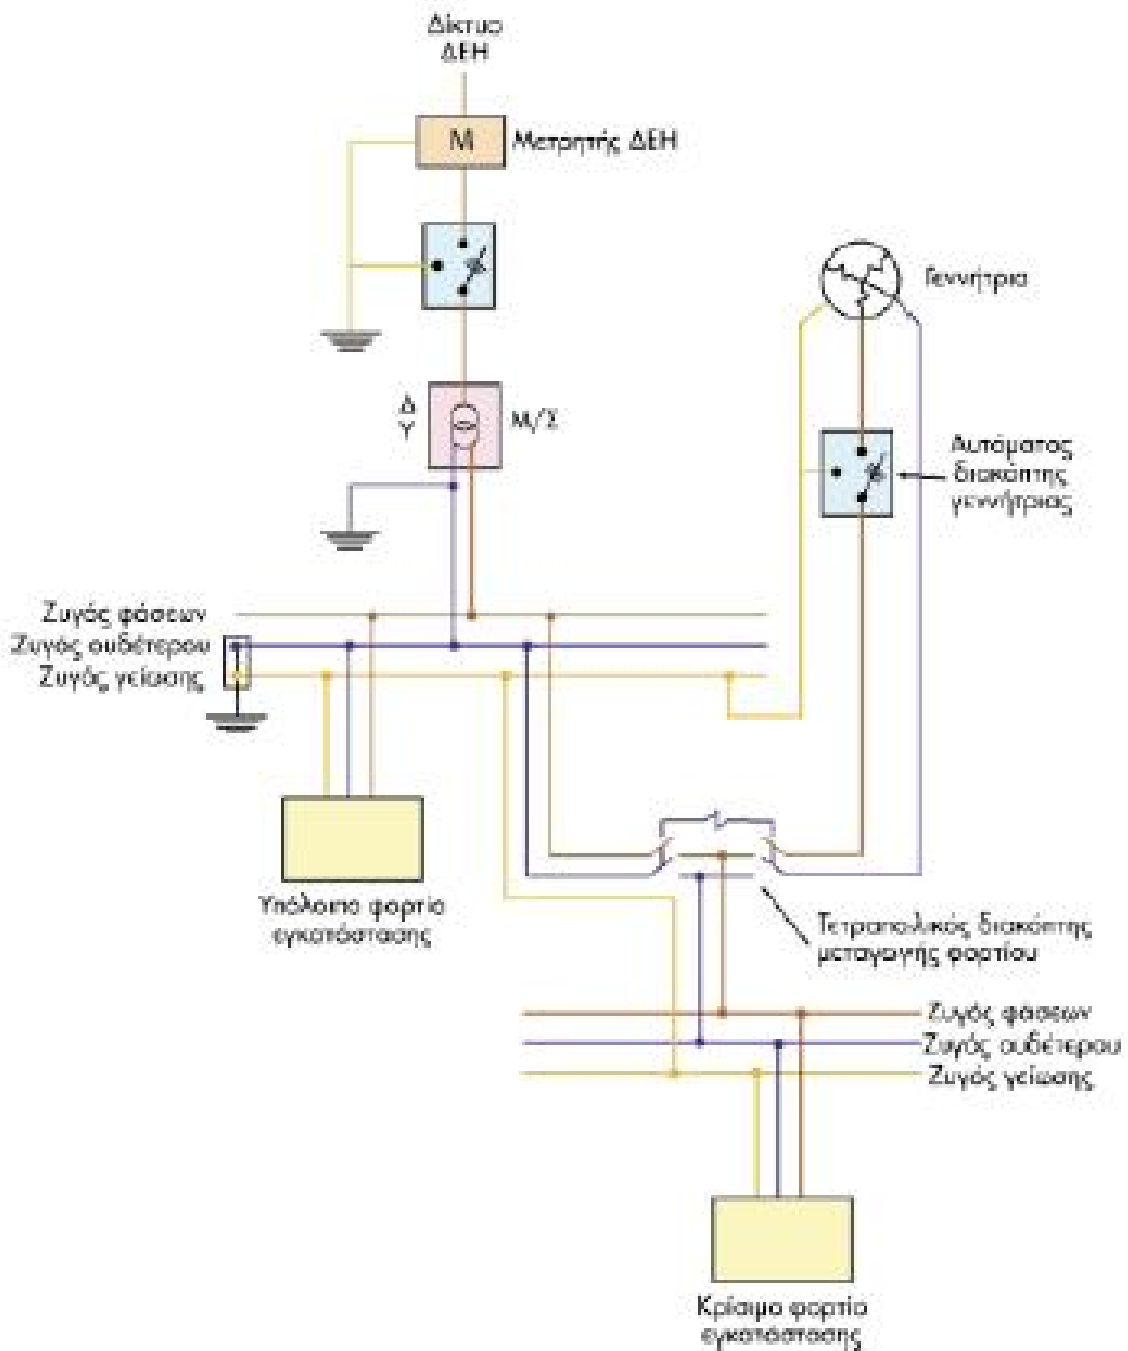 Δίκτυο
ΔΕΗ
Μ
Μετρητής ΔΕΗ
Γεννήτρια
Δ
Υ
Μ/Σ
Αυτόματος
διακόπτης
γεννήτριας
Ζυγός φάσεων
Ζυγός ουδέτερου
Ζυγός γείωσης
Υπόλοιπο φορτίο
εγκατάστασης
Τετραπολικός διακόπτης
μεταγωγής φορτίου
Ζυγός φάσεων
Ζυγός ουδέτερου
Ζυγός γείωσης
Κρίσιμο φορτίο
εγκατάστασης